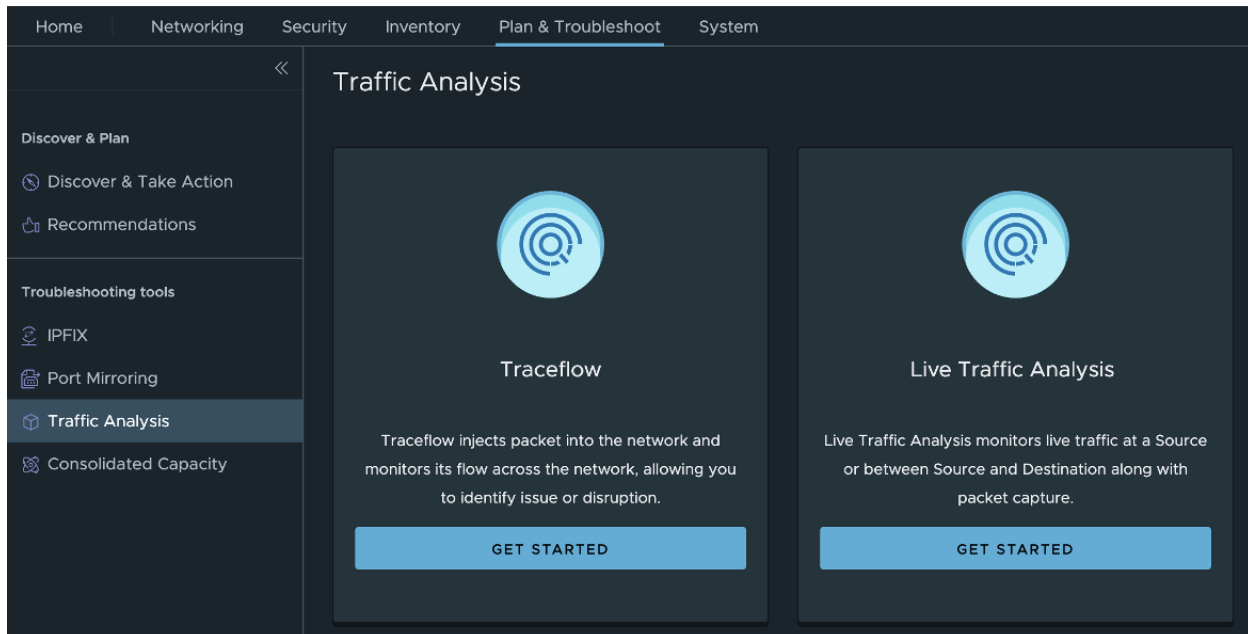 Home Networking Security Inventory Plan & Troubleshoot System
Traffic Analysis
Discover & Plan
Discover & Take Action
Recommendations
Troubleshooting tools
IPFIX
Port Mirroring
Traffic Analysis
Consolidated Capacity
Traceflow
Traceflow injects packet into the network and
monitors its flow across the network, allowing you
to identify issue or disruption.
GET STARTED
Live Traffic Analysis
Live Traffic Analysis monitors live traffic at a Source
or between Source and Destination along with
packet capture.
GET STARTED